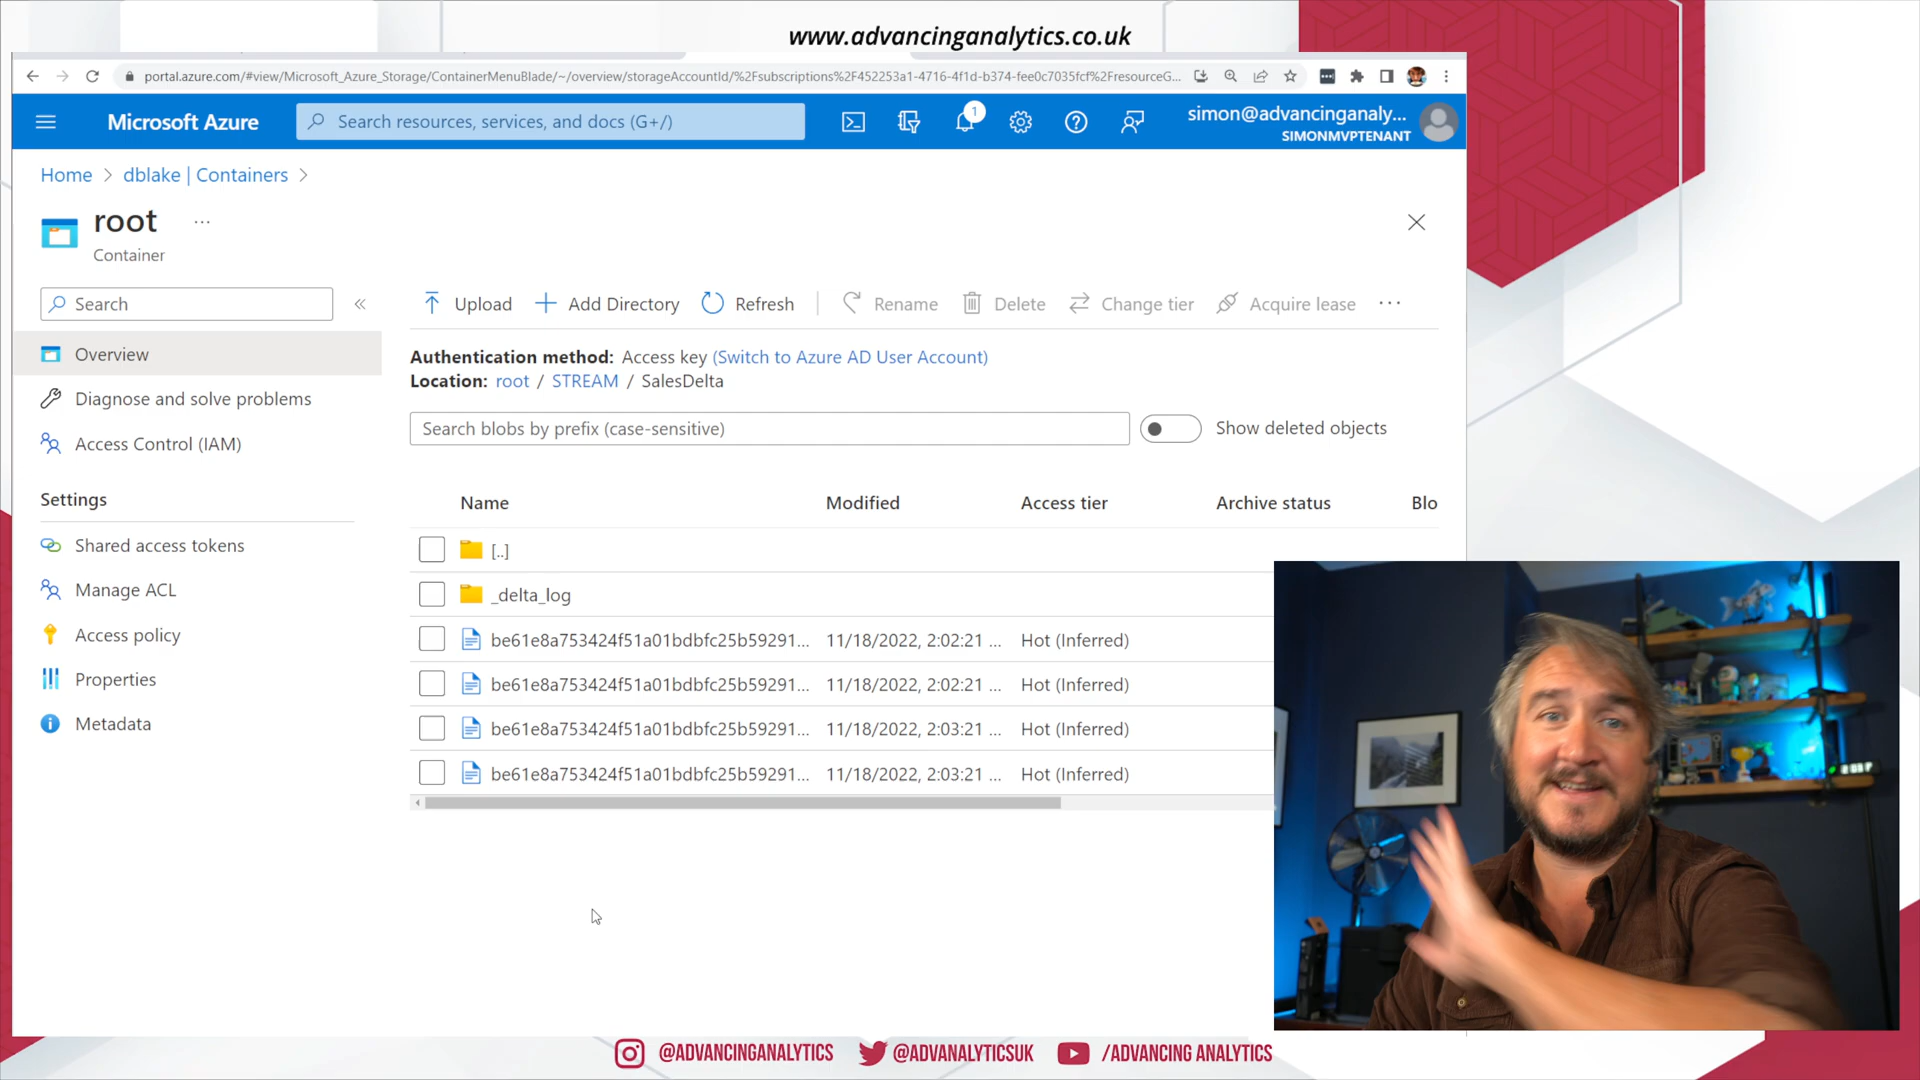 www.advancinganalytics.co.uk
portal.azure.com/#view/Microsoft_Azure_Storage/ContainerMenuBlade/~/overview/storageAccountId/%2Fsubscriptions%2F452253a1-4716-4f1d-b374-fee0c7035fcf%2FresourceG...
Microsoft Azure
Search resources, services, and docs (G+/)
1
simon@advancinganaly...
SIMONMVPTENANT
Home > dblake | Containers >
root ...
Container
Search
Upload
Add Directory
Refresh
Rename
Delete
Change tier
Acquire lease
Overview
Diagnose and solve problems
Access Control (IAM)
Settings
Shared access tokens
Manage ACL
Access policy
Properties
Metadata
Authentication method: Access key (Switch to Azure AD User Account)
Location: root / STREAM / SalesDelta
Search blobs by prefix (case-sensitive)
Show deleted objects
Name Modified Access tier Archive status Blo
[..]
_delta_log
be61e8a753424f51a01bdbfc25b59291... 11/18/2022, 2:02:21 ... Hot (Inferred)
be61e8a753424f51a01bdbfc25b59291... 11/18/2022, 2:02:21 ... Hot (Inferred)
be61e8a753424f51a01bdbfc25b59291... 11/18/2022, 2:03:21 ... Hot (Inferred)
be61e8a753424f51a01bdbfc25b59291... 11/18/2022, 2:03:21 ... Hot (Inferred)
@ADVANCINGANALYTICS @ADVANALYTICSUK /ADVANCING ANALYTICS